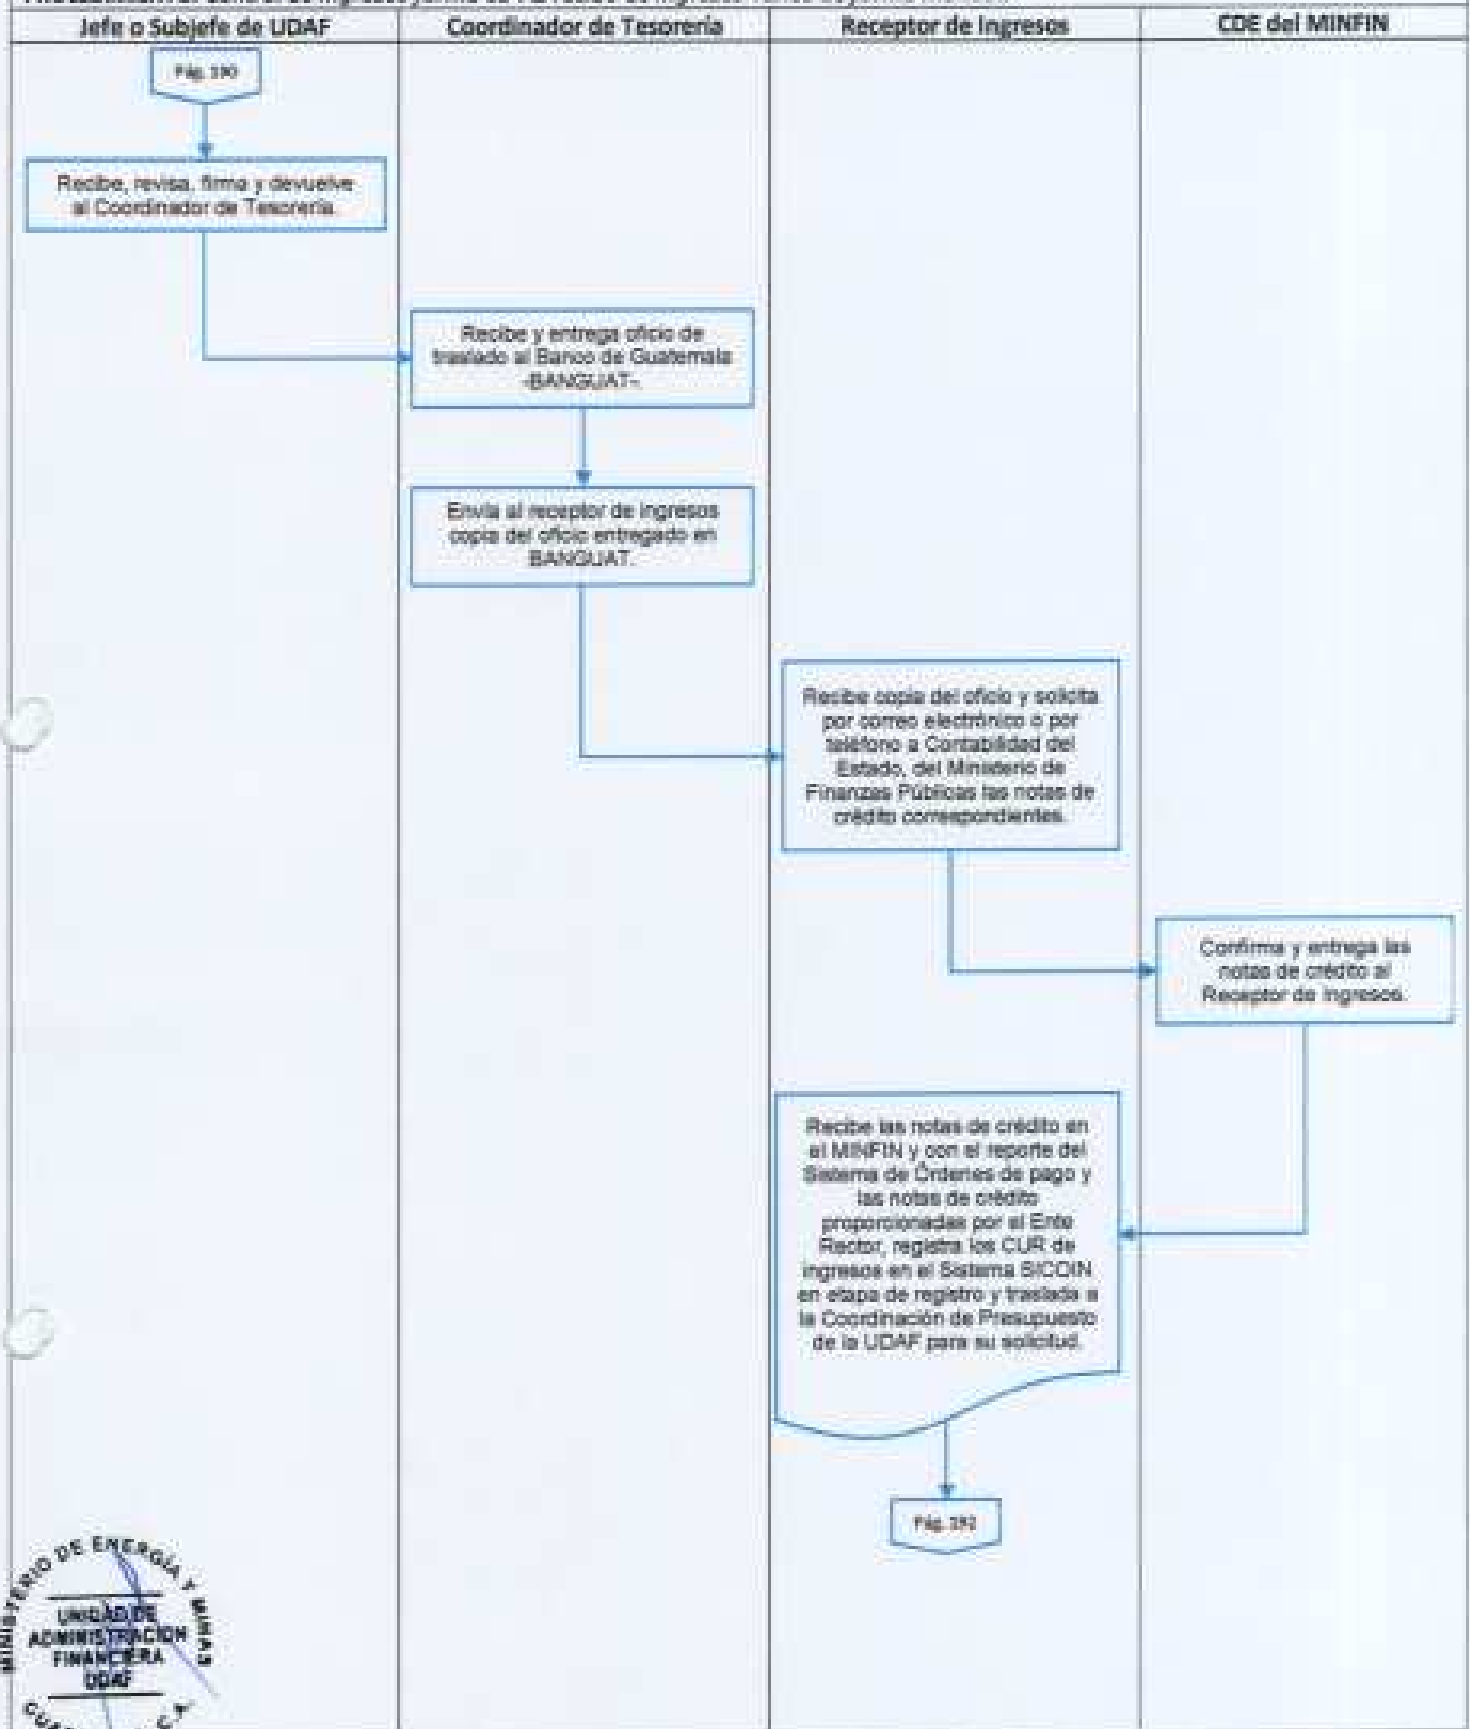 Jefe o Subjefe de UDAF
Coordinador de Tesorería
Receptor de Ingresos
CDE del MINFIN
Pág. 190
Recibe, revisa, firma y devuelve
al Coordinador de Tesorería.
Recibe y entrega oficio de
traslado al Banco de Guatemala
-BANGUAT-.
Envía al receptor de ingresos
copia del oficio entregado en
BANGUAT.
Recibe copia del oficio y solicita
por correo electrónico o por
teléfono a Contabilidad del
Estado, del Ministerio de
Finanzas Públicas las notas de
crédito correspondientes.
Confirma y entrega las
notas de crédito al
Receptor de Ingresos.
Recibe las notas de crédito en
el MINFIN y con el reporte del
Sistema de Órdenes de pago y
las notas de crédito
proporcionadas por el Ente
Rector, registra los CUR de
ingresos en el Sistema SICOIN
en etapa de registro y traslada a
la Coordinación de Presupuesto
de la UDAF para su solicitud.
Pág. 192
MINISTERIO DE ENERGÍA Y MINAS
UNIDAD DE
ADMINISTRACION
FINANCIERA
UDAF
C.A.